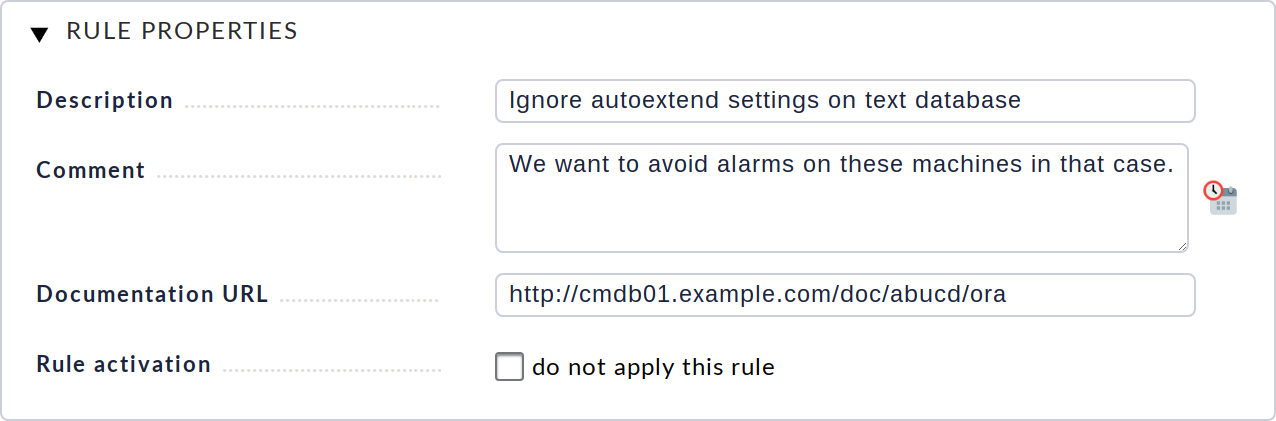 RULE PROPERTIES
Description
Ignore autoextend settings on text database
Comment
We want to avoid alarms on these machines in that case.
Documentation URL
http://cmdb01.example.com/doc/abucd/ora
Rule activation
do not apply this rule